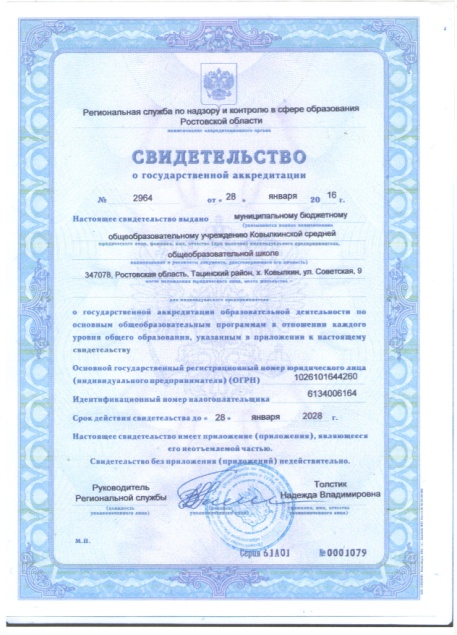 Региональная служба по надзору и контролю в сфере образования
Ростовской области
наименование аккредитационного органа
СВИДЕТЕЛЬСТВО
о государственной аккредитации
№ 2964 от « 28 » января 20 16 г.
Настоящее свидетельство выдано муниципальному бюджетному
(указываются полное наименование
общеобразовательному учреждению Ковылкинской средней
юридического лица, фамилия, имя, отчество (при наличии) индивидуального предпринимателя,
общеобразовательной школе
наименование и реквизиты документа, удостоверяющего его личность)
347078, Ростовская область, Тацинский район, х. Ковылкин, ул. Советская, 9
место нахождения юридического лица, место жительства –
для индивидуального предпринимателя
о государственной аккредитации образовательной деятельности по
основным общеобразовательным программам в отношении каждого
уровня общего образования, указанным в приложении к настоящему
свидетельству
Основной государственный регистрационный номер юридического лица
(индивидуального предпринимателя) (ОГРН) 1026101644260
Идентификационный номер налогоплательщика 6134006164
Срок действия свидетельства до « 28 » января 2028 г.
Настоящее свидетельство имеет приложение (приложения), являющееся
его неотъемлемой частью.
Свидетельство без приложения (приложений) недействительно.
Руководитель Толстик
Региональной службы Надежда Владимировна
(должность (подпись) (фамилия, имя, отчество
уполномоченного лица) уполномоченного лица) уполномоченного лица)
М.П.
Серия 61А01 №0001079